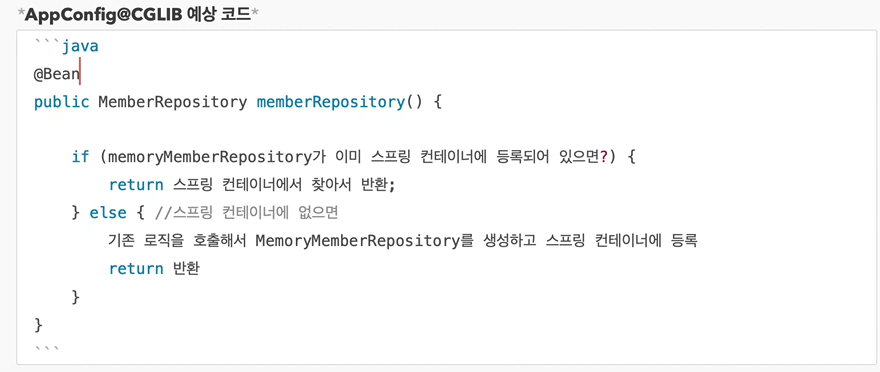 *AppConfig@CGLIB 예상 코드*
```java
@Bean
public MemberRepository memberRepository() {
if (memoryMemberRepository가 이미 스프링 컨테이너에 등록되어 있으면?) {
return 스프링 컨테이너에서 찾아서 반환;
} else { //스프링 컨테이너에 없으면
기존 로직을 호출해서 MemoryMemberRepository를 생성하고 스프링 컨테이너에 등록
return 반환
}
}
```